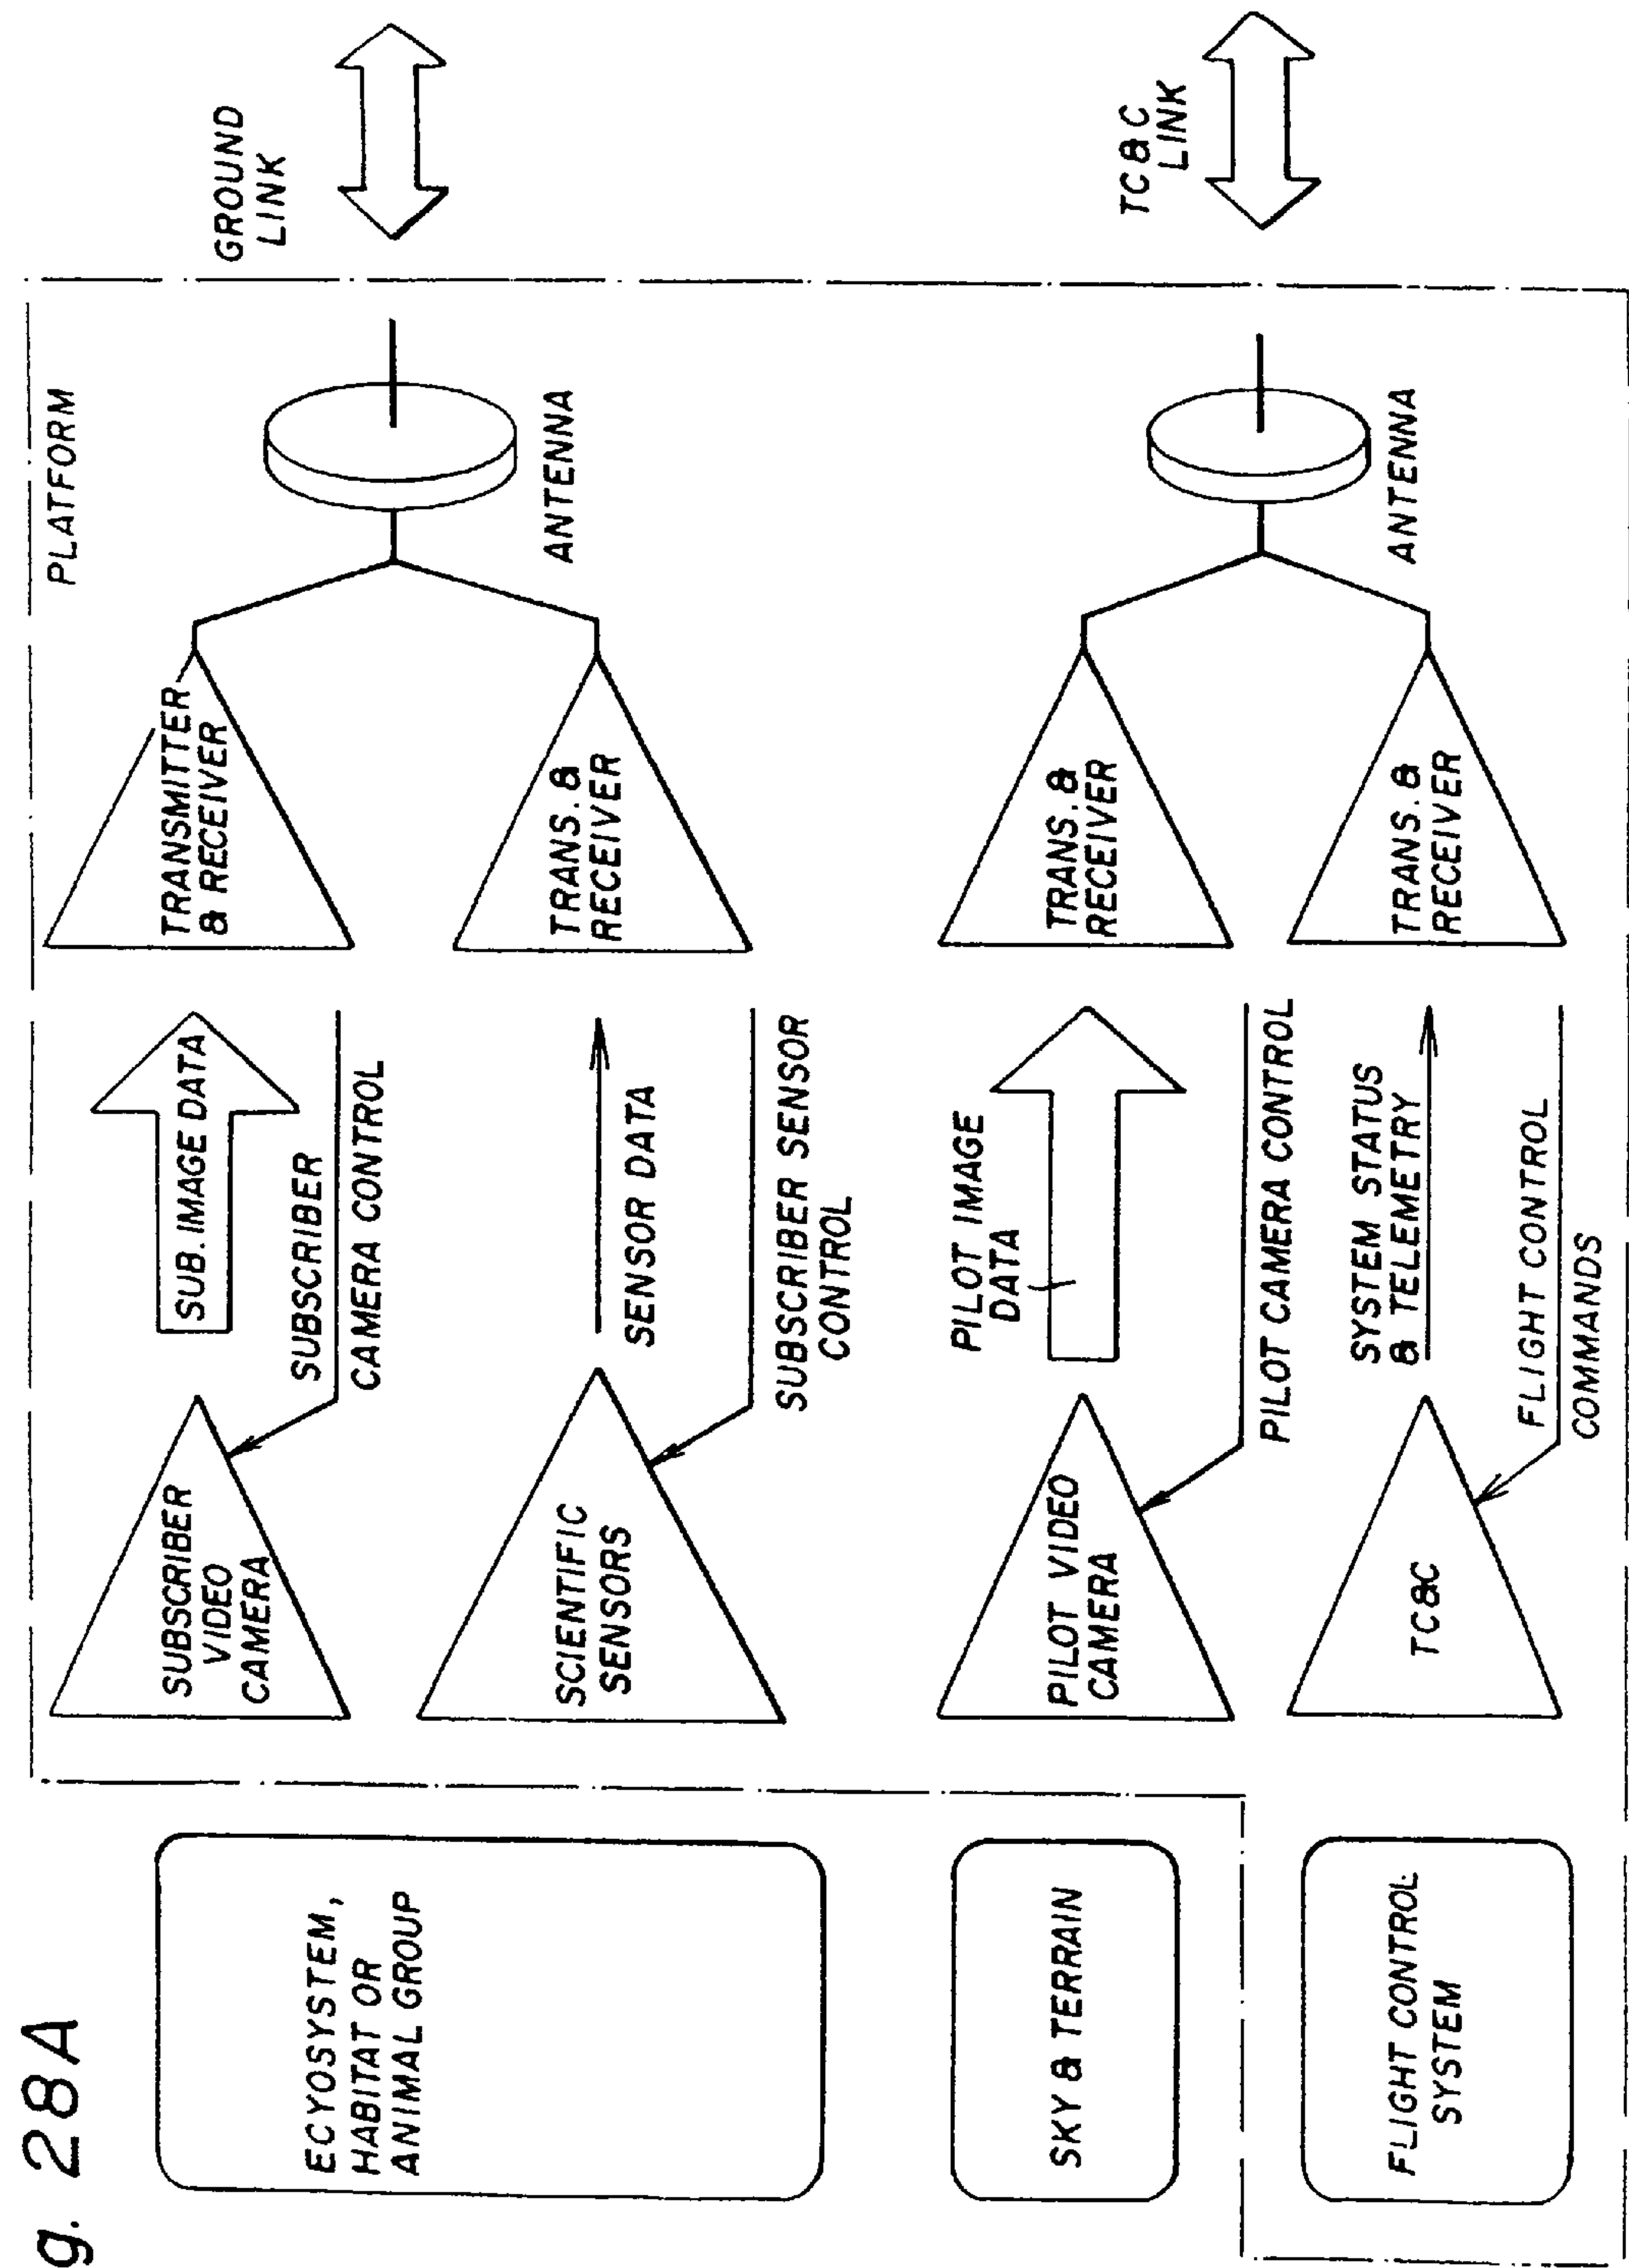 g. 28A
PLATFORM
GROUND
LINK
ECYOSYSTEM,
HABITAT OR
ANIMAL GROUP
SUBSCRIBER
VIDEO
CAMERA
SUB. IMAGE DATA
SUBSCRIBER
CAMERA CONTROL
TRANSMITTER
& RECEIVER
SCIENTIFIC
SENSORS
SENSOR DATA
SUBSCRIBER SENSOR
CONTROL
TRANS. &
RECEIVER
ANTENNA
SKY & TERRAIN
PILOT VIDEO
CAMERA
PILOT IMAGE
DATA
PILOT CAMERA CONTROL
TRANS. &
RECEIVER
TC&C
LINK
FLIGHT CONTROL
SYSTEM
TC&C
SYSTEM STATUS
& TELEMETRY
FLIGHT CONTROL
COMMANDS
TRANS. &
RECEIVER
ANTENNA